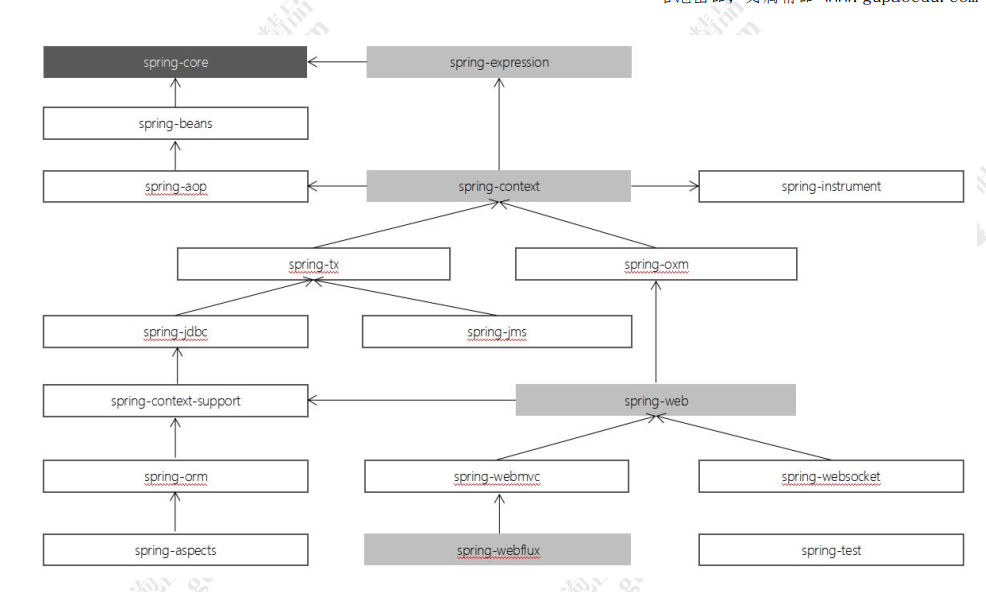 www.gupaoedu.com
spring-core
spring-expression
spring-beans
spring-aop
spring-context
spring-instrument
spring-tx
spring-oxm
spring-jdbc
spring-jms
spring-context-support
spring-web
spring-orm
spring-webmvc
spring-websocket
spring-aspects
spring-webflux
spring-test